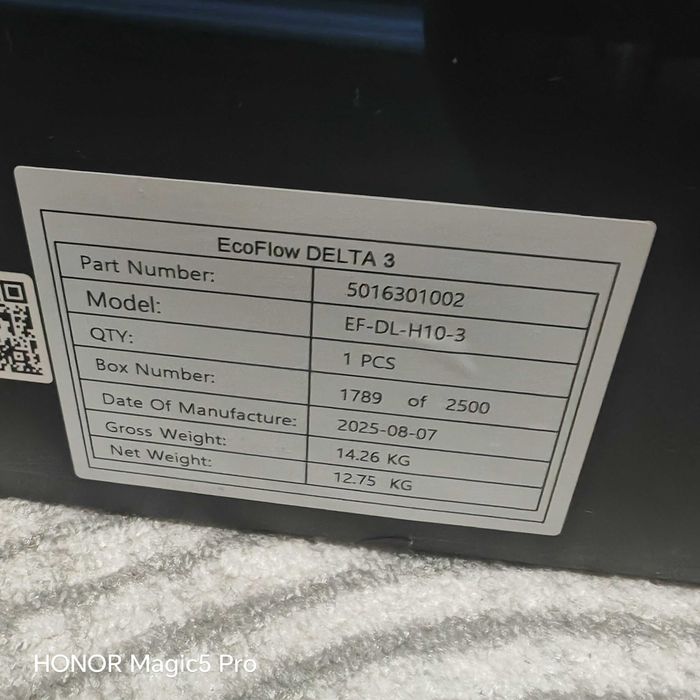 EcoFlow DELTA 3
Part Number: 5016301002
Model: EF-DL-H10-3
QTY: 1 PCS
Box Number: 1789 of 2500
Date Of Manufacture: 2025-08-07
Gross Weight: 14.26 KG
Net Weight: 12.75 KG
HONOR Magic5 Pro